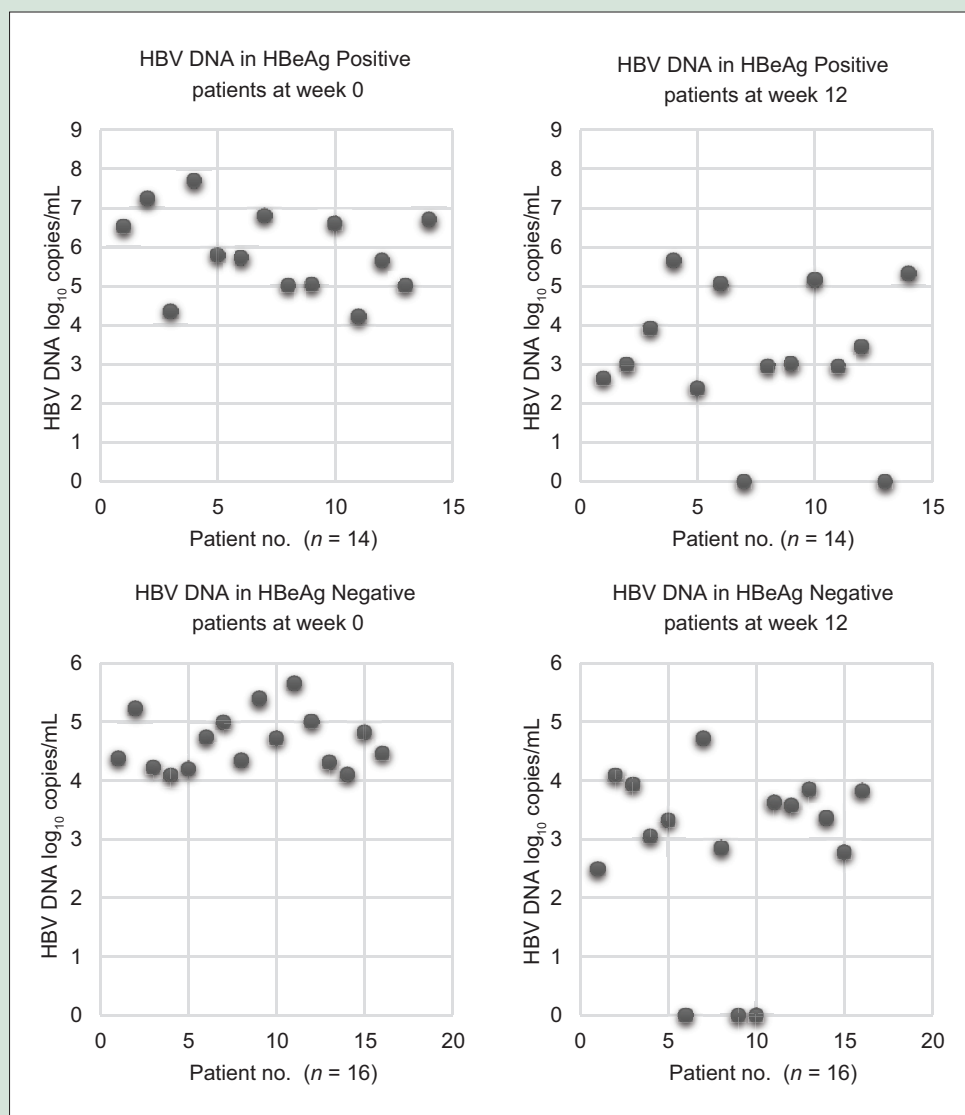 HBV DNA in HBeAg Positive
patients at week 0
HBV DNA log₁₀ copies/mL
9
8
7
6
5
4
3
2
1
0
0 5 10 15
Patient no. (n = 14)
HBV DNA in HBeAg Positive
patients at week 12
HBV DNA log₁₀ copies/mL
9
8
7
6
5
4
3
2
1
0
0 5 10 15
Patient no. (n = 14)
HBV DNA in HBeAg Negative
patients at week 0
HBV DNA log₁₀ copies/mL
6
5
4
3
2
1
0
0 5 10 15 20
Patient no. (n = 16)
HBV DNA in HBeAg Negative
patients at week 12
HBV DNA log₁₀ copies/mL
6
5
4
3
2
1
0
0 5 10 15 20
Patient no. (n = 16)